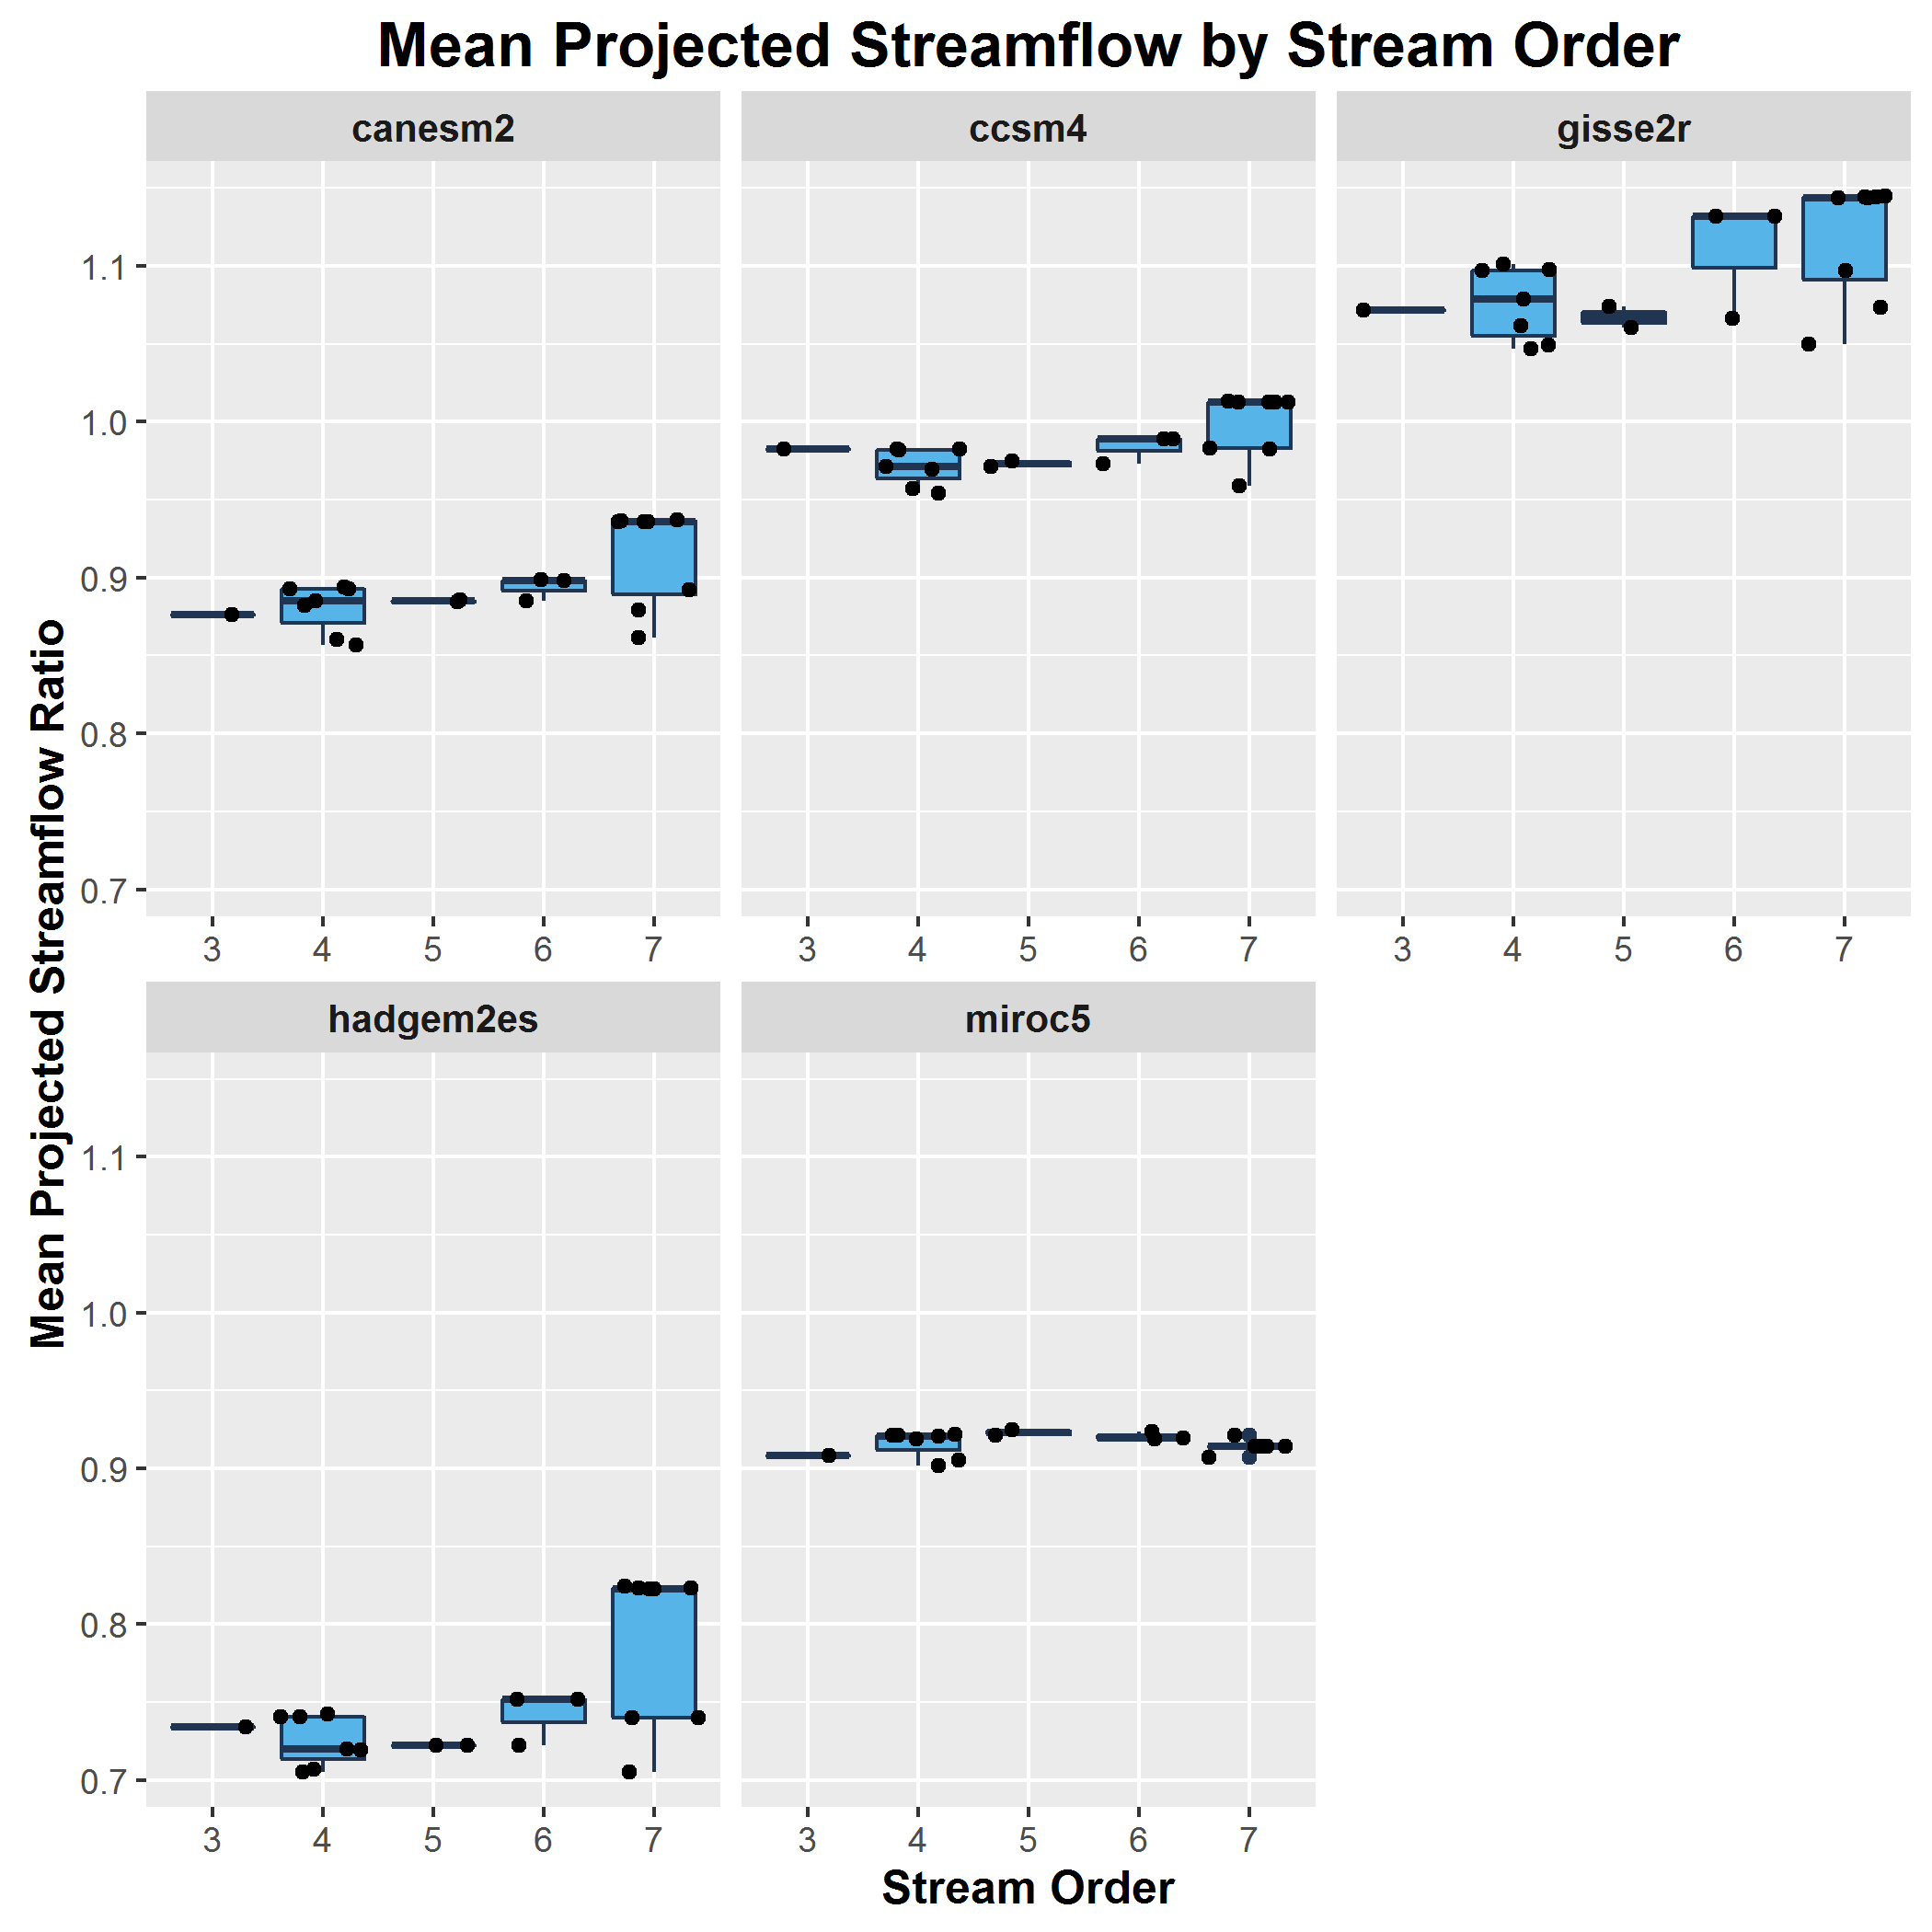 Mean Projected Streamflow by Stream Order
canesm2
ccsm4
gisse2r
Mean Projected Streamflow Ratio
1.1
1.0
0.9
0.8
0.7
3 4 5 6 7
3 4 5 6 7
3 4 5 6 7
hadgem2es
miroc5
1.1
1.0
0.9
0.8
0.7
3 4 5 6 7
3 4 5 6 7
Stream Order